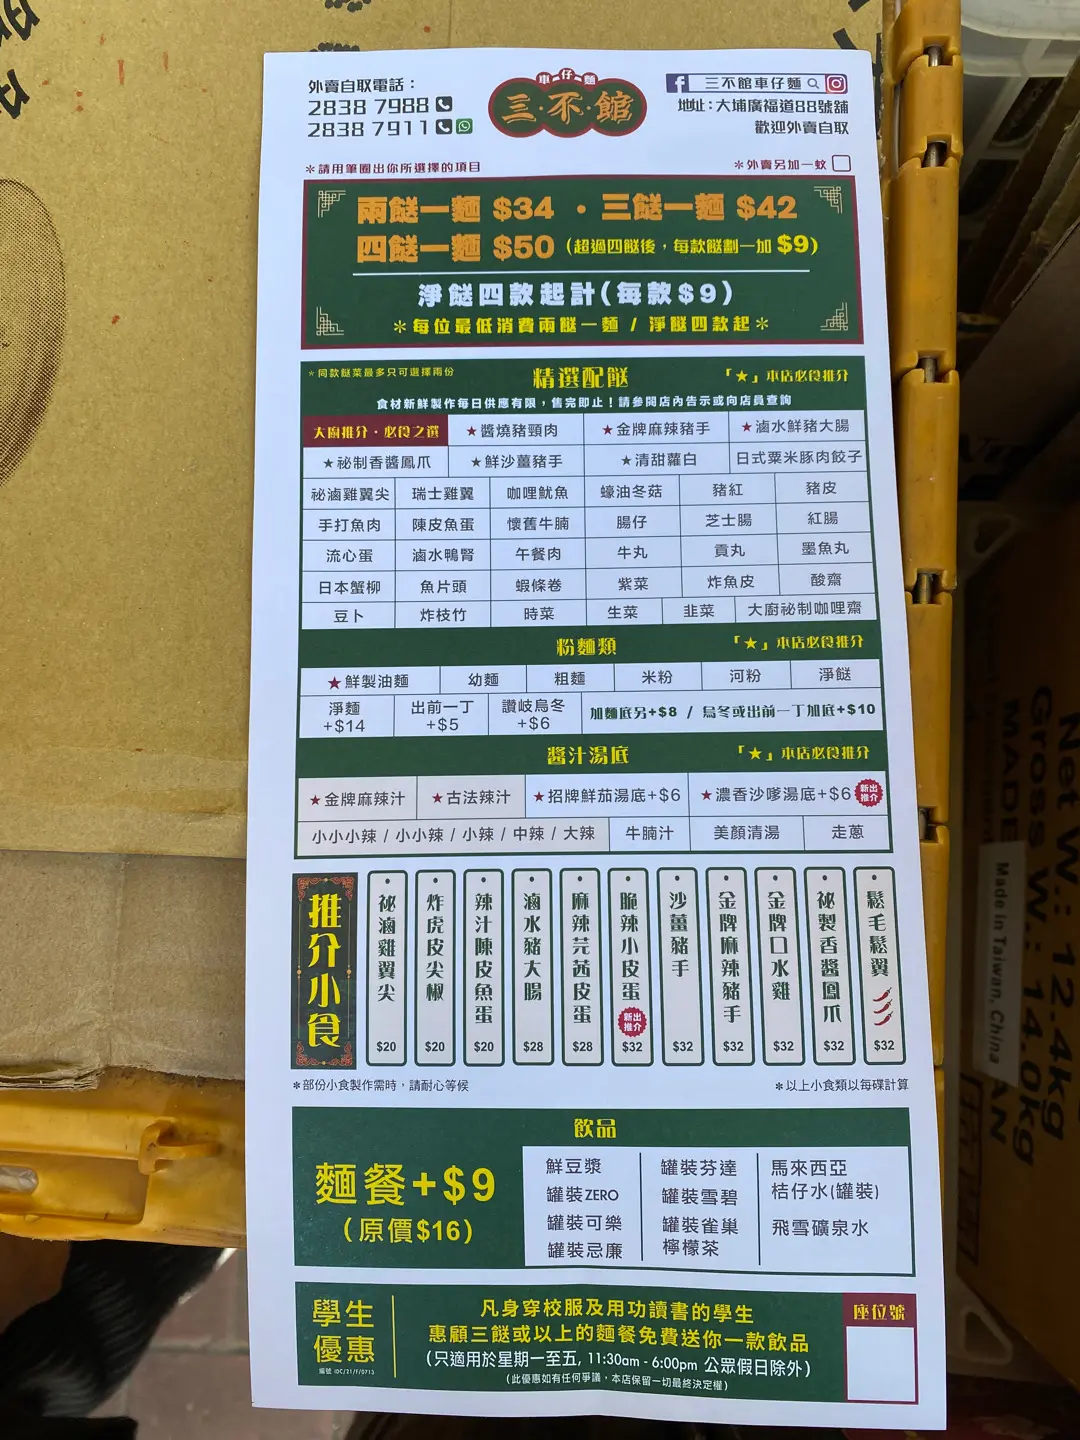 外賣自取電話：
2838 7988
2838 7911
車仔麵
三·不·館
三不館車仔麵
地址：大埔廣福道88號舖
歡迎外賣自取
＊請用筆圈出你所選擇的項目
＊外賣另加一蚊
兩餸一麵 $34 · 三餸一麵 $42
四餸一麵 $50 (超過四餸後，每款餸劃一加 $9)
淨餸四款起計(每款$9)
＊每位最低消費兩餸一麵 / 淨餸四款起＊
＊同款餸菜最多只可選擇兩份
精選配餸
「★」本店必食推介
食材新鮮製作每日供應有限，售完即止！請參閱店內告示或向店員查詢
大廚推介·必食之選
★醬燒豬頸肉
★金牌麻辣豬手
★滷水鮮豬大腸
★祕制香醬鳳爪
★鮮沙薑豬手
★清甜蘿白
日式粟米豚肉餃子
祕滷雞翼尖 瑞士雞翼 咖哩魷魚 蠔油冬菇 豬紅 豬皮
手打魚肉 陳皮魚蛋 懷舊牛腩 腸仔 芝士腸 紅腸
流心蛋 滷水鴨腎 午餐肉 牛丸 貢丸 墨魚丸
日本蟹柳 魚片頭 蝦條卷 紫菜 炸魚皮 酸齋
豆卜 炸枝竹 時菜 生菜 韭菜 大廚祕制咖哩齋
粉麵類
「★」本店必食推介
★鮮製油麵 幼麵 粗麵 米粉 河粉 淨餸
淨麵 +$14
出前一丁 +$5
讚岐烏冬 +$6
加麵底另+$8 / 烏冬或出前一丁加底+$10
醬汁湯底
「★」本店必食推介
★金牌麻辣汁 ★古法辣汁 ★招牌鮮茄湯底+$6 ★濃香沙嗲湯底+$6 新出推介
小小小辣 / 小小辣 / 小辣 / 中辣 / 大辣 牛腩汁 美顏清湯 走蔥
推介小食
祕滷雞翼尖 $20
炸虎皮尖椒 $20
辣汁陳皮魚蛋 $20
滷水豬大腸 $28
麻辣芫茜皮蛋 $28
脆辣小皮蛋 新出推介 $32
沙薑豬手 $32
金牌麻辣豬手 $32
金牌口水雞 $32
祕製香醬鳳爪 $32
鬆毛鬆翼 $32
＊部份小食製作需時，請耐心等候
＊以上小食類以每碟計算
飲品
麵餐+$9
(原價$16)
鮮豆漿
罐裝ZERO
罐裝可樂
罐裝忌廉
罐裝芬達
罐裝雪碧
罐裝雀巢
檸檬茶
馬來西亞
桔仔水(罐裝)
飛雪礦泉水
學生
優惠
編號 IDC/21/F/0713
凡身穿校服及用功讀書的學生
惠顧三餸或以上的麵餐免費送你一款飲品
(只適用於星期一至五, 11:30am - 6:00pm 公眾假日除外)
(此優惠如有任何爭議，本店保留一切最終決定權)
座位號
Net W.: 12.4kg
Gross W.: 14.0kg
Made in Taiwan, China